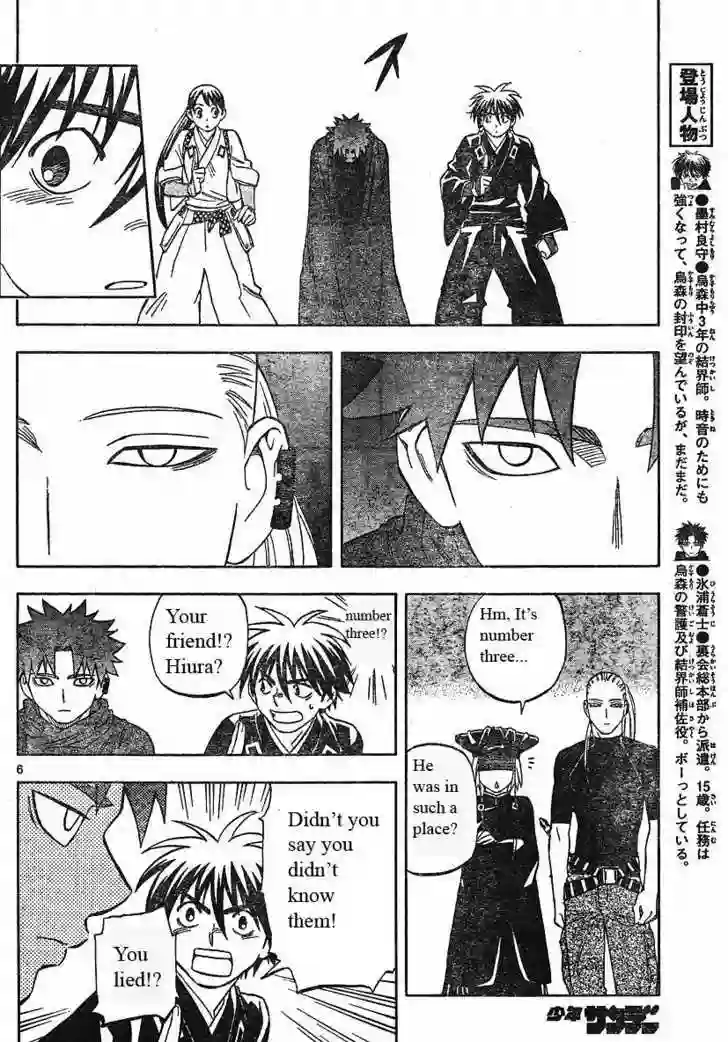 登場人物
●墨村良守●烏森中3年の結界師。時音のためにも
強くなって、烏森の封印を望んでいるが、まだまだ。
●氷浦蒼士●裏会総本部から派遣。15歳。任務は
烏森の警護及び結界師補佐役。ボーっとしている。
Hm, It's
number
three...
He
was in
such a
place?
number
three!?
Your
friend!?
Hiura?
6
Didn't you
say you
didn't
know
them!
You
lied!?
少年サンデー